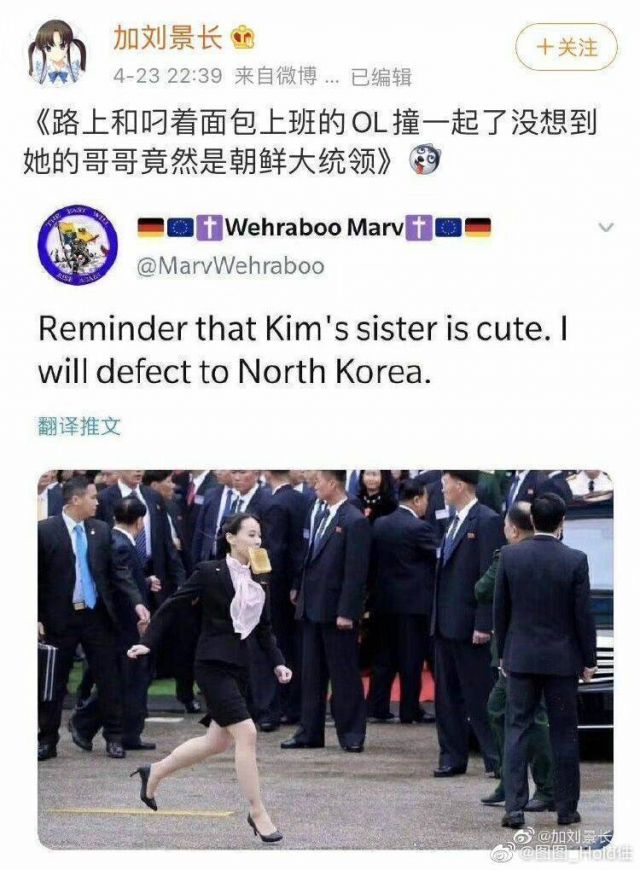 加刘景长
+关注
4-23 22:39 来自微博 ... 已编辑
《路上和叼着面包上班的OL撞一起了没想到
她的哥哥竟然是朝鲜大统领》
Wehraboo Marv
@MarvWehraboo
Reminder that Kim's sister is cute. I
will defect to North Korea.
翻译推文
@加刘景长